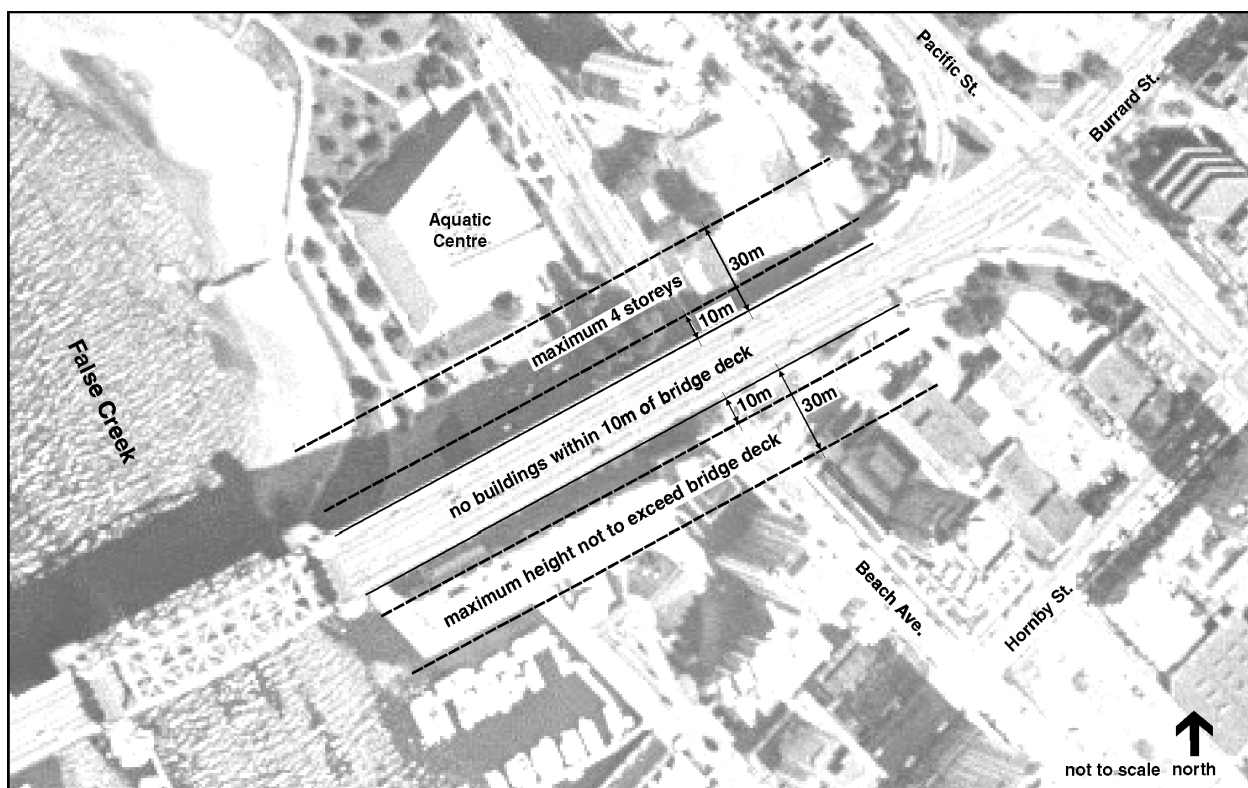 Pacific St.
Burrard St.
Aquatic
Centre
30m
maximum 4 storeys
10m
False Creek
no buildings within 10m of bridge deck
10m
30m
maximum height not to exceed bridge deck
Beach Ave.
Hornby St.
not to scale north